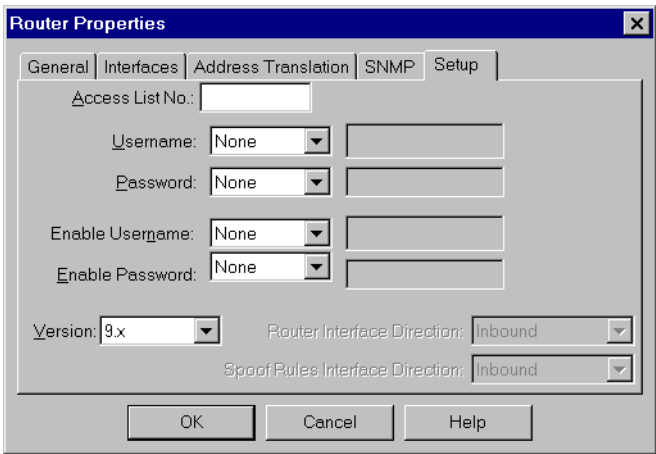 Router Properties
General Interfaces Address Translation SNMP Setup
Access List No.:
Username: None
Password: None
Enable Username: None
Enable Password: None
Version: 9.x Router Interface Direction: Inbound
Spoof Rules Interface Direction: Inbound
OK Cancel Help